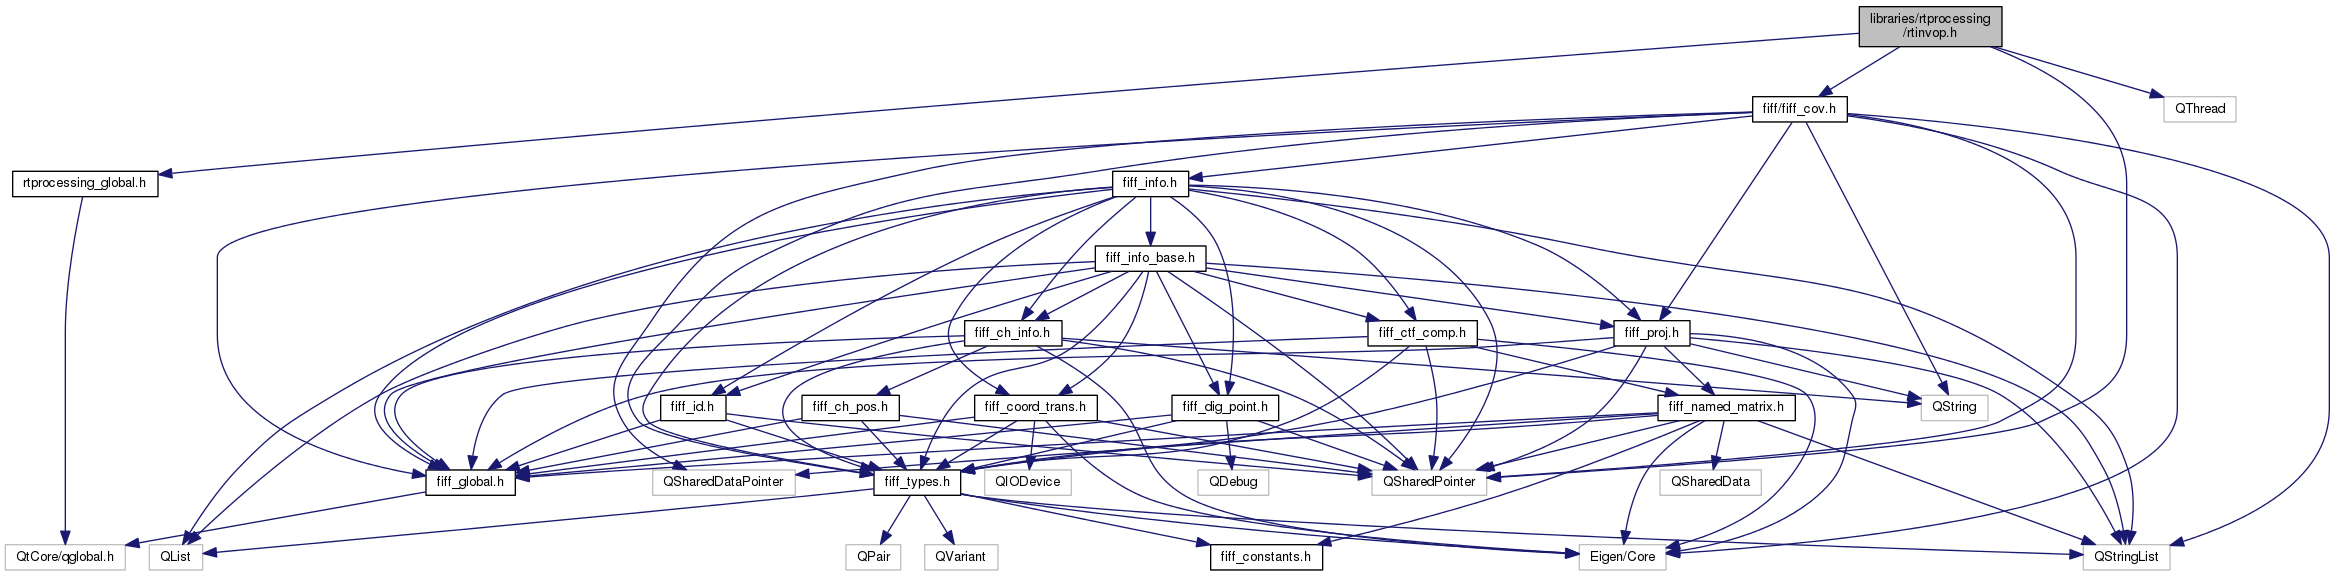 libraries/rtprocessing
/rtinvop.h
fiff/fiff_cov.h
QThread
rtprocessing_global.h
fiff_info.h
fiff_info_base.h
fiff_ch_info.h
fiff_ctf_comp.h
fiff_proj.h
fiff_id.h
fiff_ch_pos.h
fiff_coord_trans.h
fiff_dig_point.h
fiff_named_matrix.h
QString
fiff_global.h
QSharedDataPointer
fiff_types.h
QIODevice
QDebug
QSharedPointer
QSharedData
QtCore/qglobal.h
QList
QPair
QVariant
fiff_constants.h
Eigen/Core
QStringList